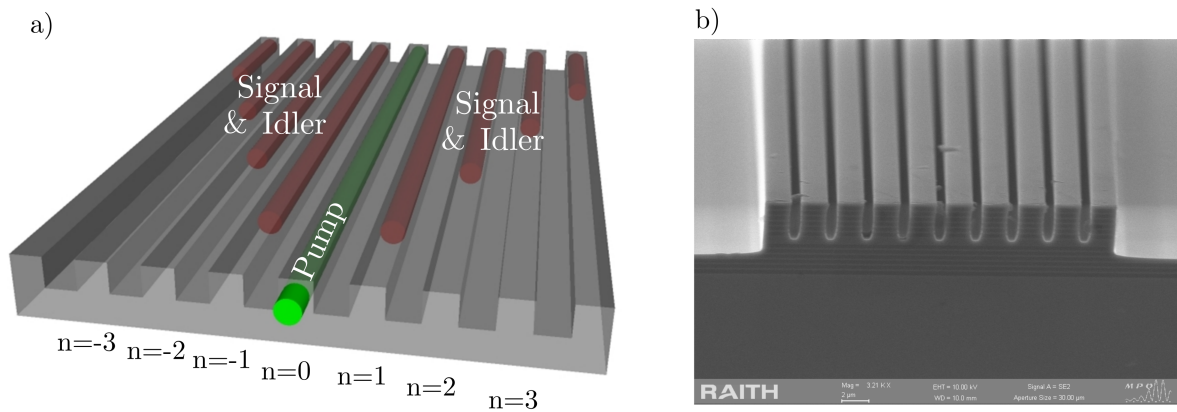 a)
Signal
& Idler
Signal
& Idler
Pump
n=-3
n=-2
n=-1
n=0
n=1
n=2
n=3
b)
RAITH
Mag = 3.21 K X
2 µm
EHT = 10.00 kV
WD = 10.0 mm
Signal A = SE2
Aperture Size = 30.00 µm
MPQ